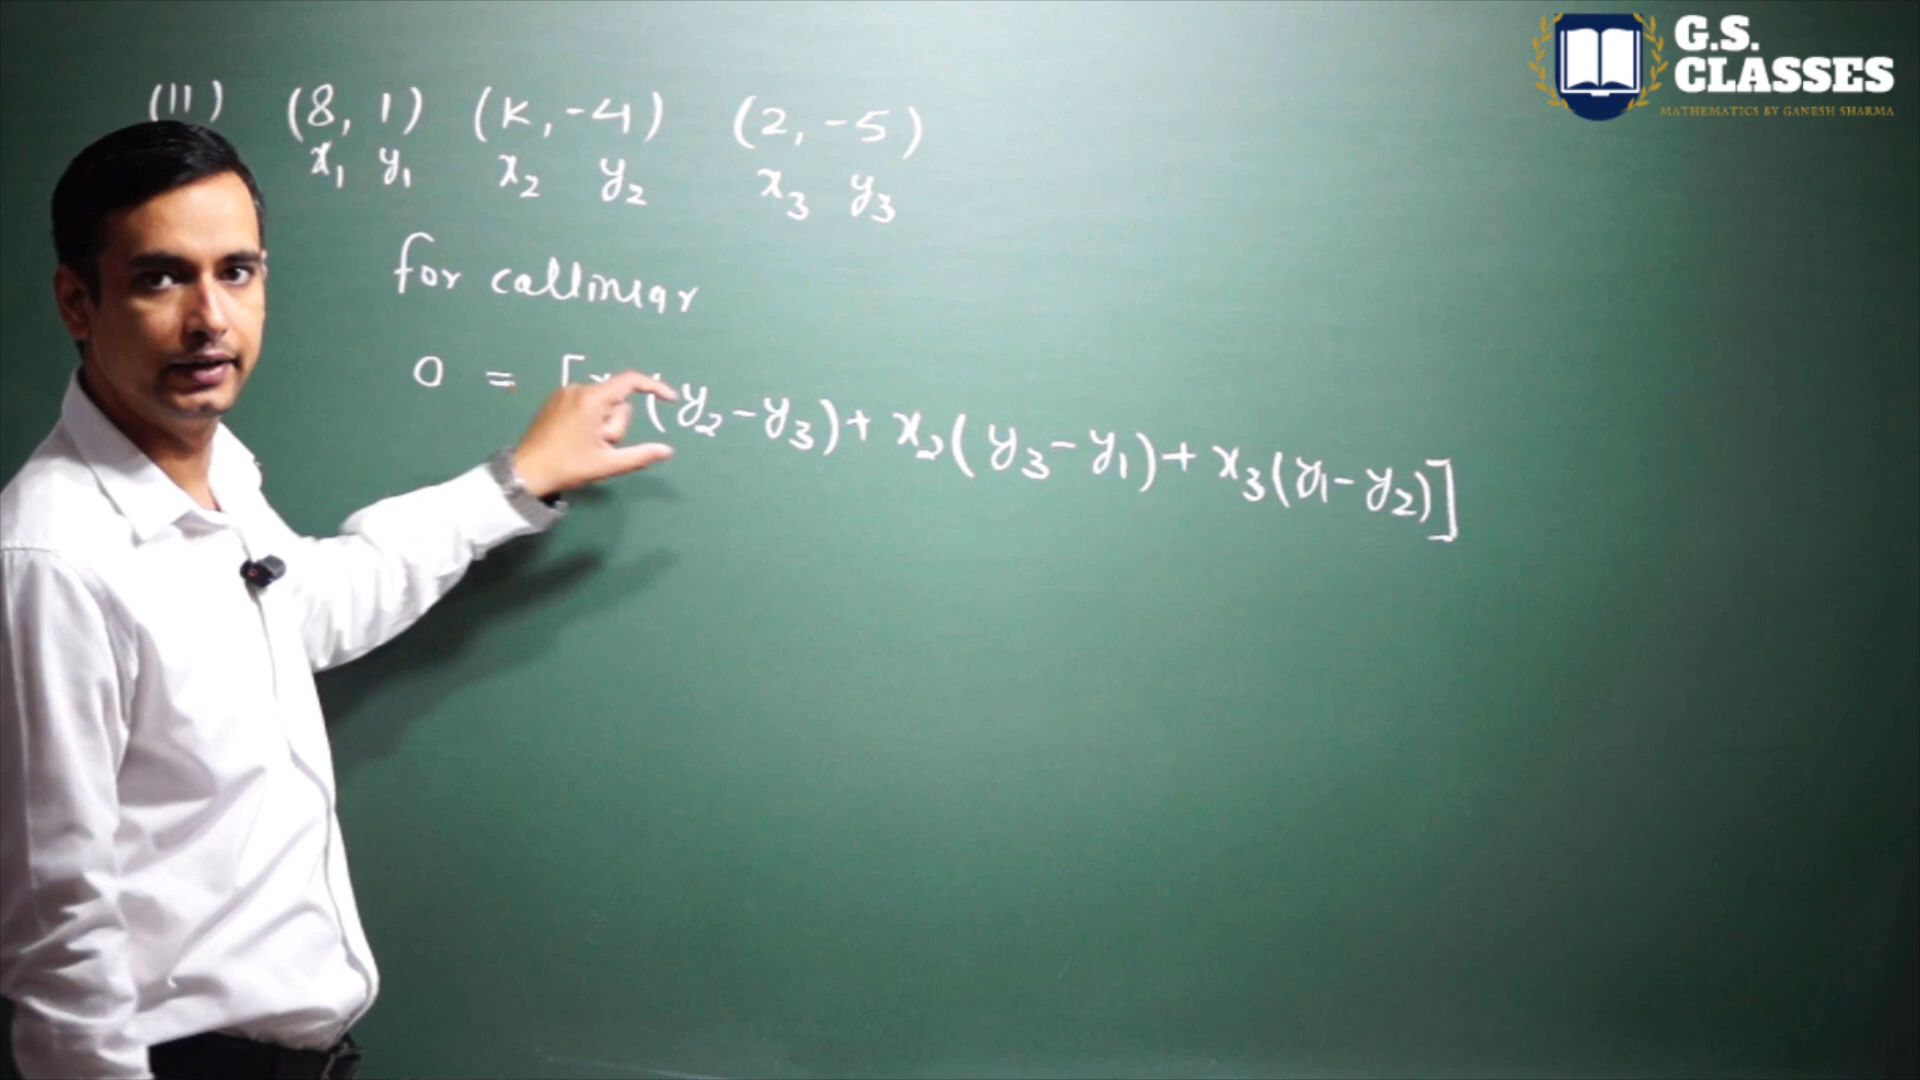 G.S.
CLASSES
MATHEMATICS BY GANESH SHARMA
(11) (8, 1) (K, -4) (2, -5)
x₁ y₁ x₂ y₂ x₃ y₃
for callinear
0 = [x (y₂-y₃)+ x₂(y₃-y₁)+ x₃(y₁-y₂)]